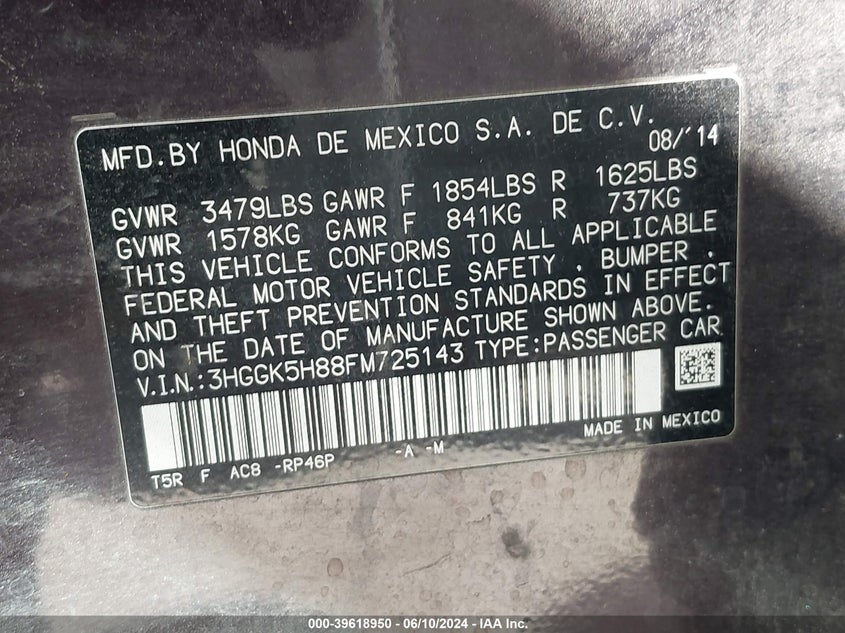 MFD.BY HONDA DE MEXICO S.A. DE C.V. 08/'14
GVWR 3479LBS GAWR F 1854LBS R 1625LBS
GVWR 1578KG GAWR F 841KG R 737KG
THIS VEHICLE CONFORMS TO ALL APPLICABLE
FEDERAL MOTOR VEHICLE SAFETY , BUMPER ,
AND THEFT PREVENTION STANDARDS IN EFFECT
ON THE DATE OF MANUFACTURE SHOWN ABOVE.
V.I.N.:3HGGK5H88FM725143 TYPE:PASSENGER CAR
MADE IN MEXICO
T5R F AC8 -RP46P -A -M
000-39618950 / 06/10/2024 - IAA Inc.